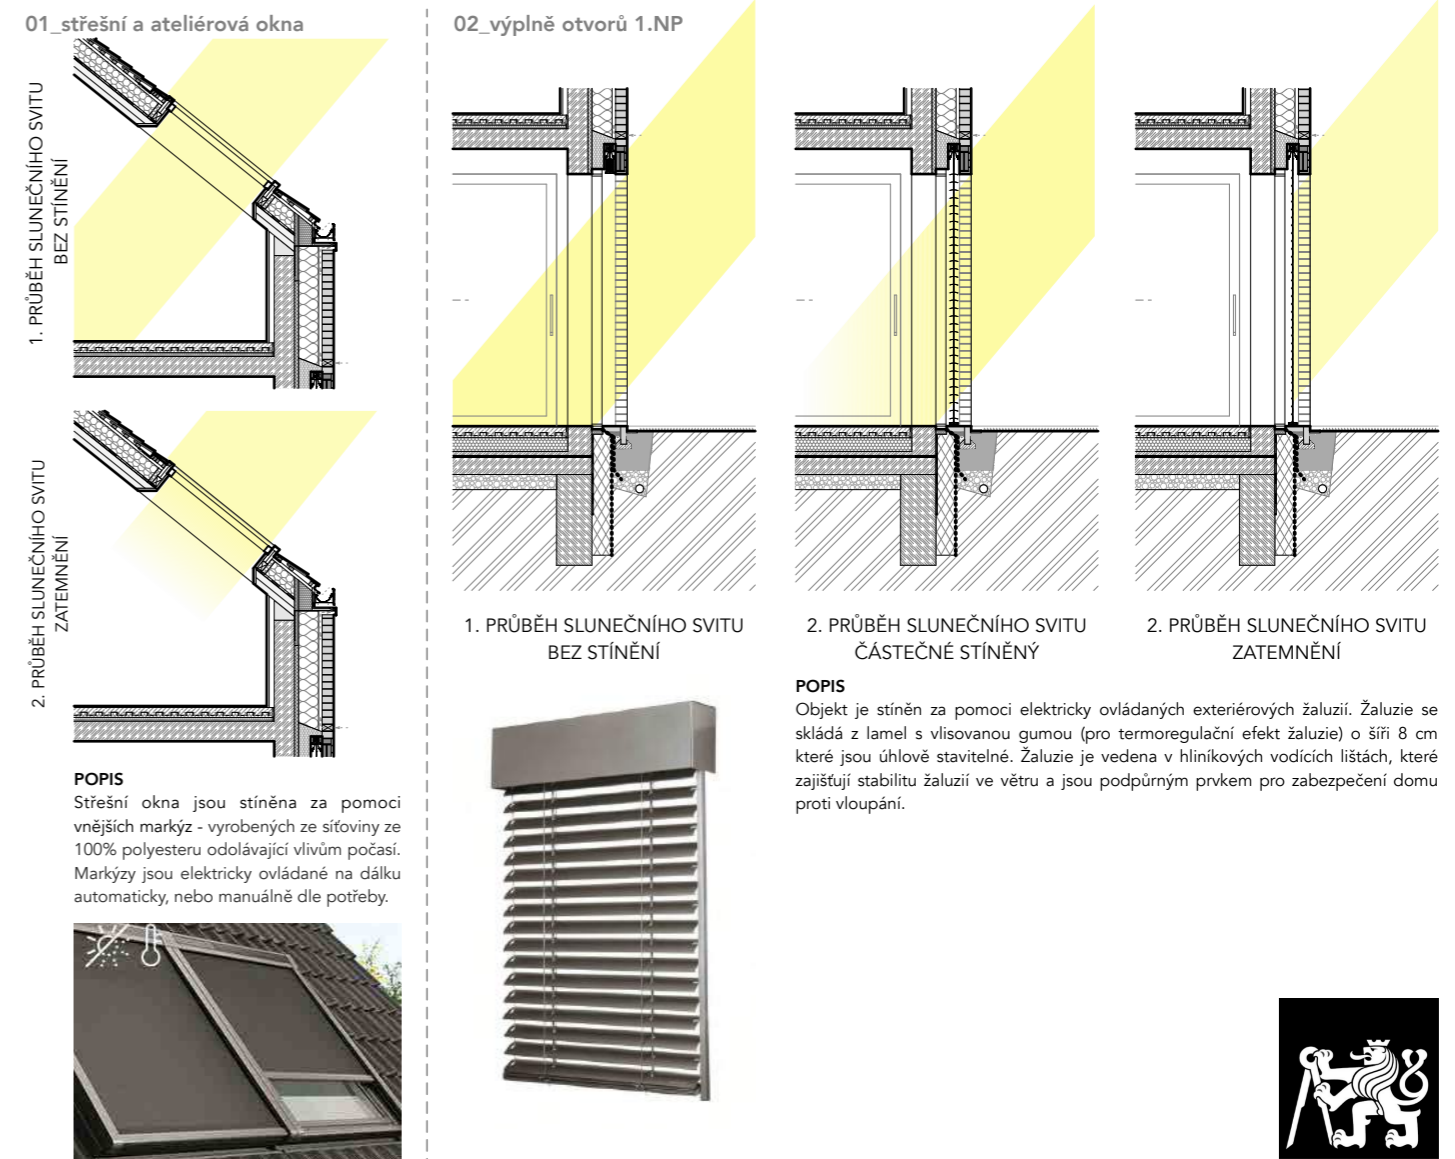 01_střešní a ateliérová okna
1. PRŮBĚH SLUNEČNÍHO SVITU
BEZ STÍNĚNÍ
2. PRŮBĚH SLUNEČNÍHO SVITU
ZATEMNĚNÍ
POPIS
Střešní okna jsou stíněna za pomoci
vnějších markýz - vyrobených ze síťoviny ze
100% polyesteru odolávající vlivům počasí.
Markýzy jsou elektricky ovládané na dálku
automaticky, nebo manuálně dle potřeby.
02_výplně otvorů 1.NP
1. PRŮBĚH SLUNEČNÍHO SVITU
BEZ STÍNĚNÍ
2. PRŮBĚH SLUNEČNÍHO SVITU
ČÁSTEČNÉ STÍNĚNÝ
2. PRŮBĚH SLUNEČNÍHO SVITU
ZATEMNĚNÍ
POPIS
Objekt je stíněn za pomoci elektricky ovládaných exteriérových žaluzií. Žaluzie se
skládá z lamel s vlisovanou gumou (pro termoregulační efekt žaluzie) o šíři 8 cm
které jsou úhlově stavitelné. Žaluzie je vedena v hliníkových vodících lištách, které
zajišťují stabilitu žaluzií ve větru a jsou podpůrným prvkem pro zabezpečení domu
proti vloupání.